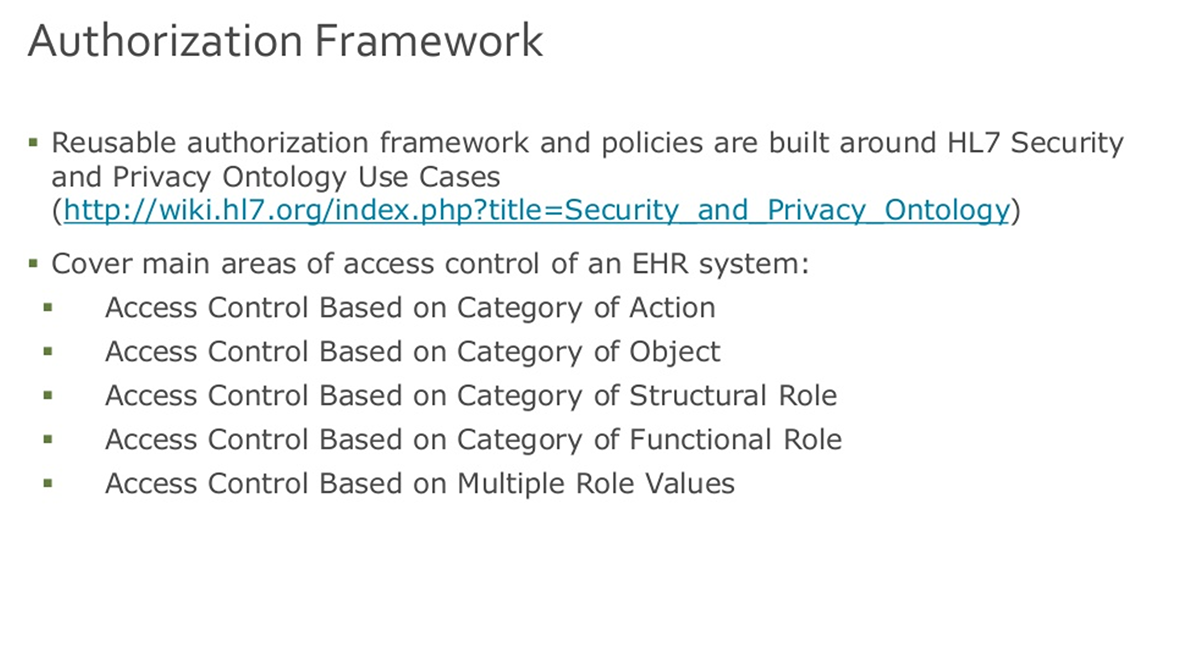 Authorization Framework
▪ Reusable authorization framework and policies are built around HL7 Security
and Privacy Ontology Use Cases
(http://wiki.hl7.org/index.php?title=Security_and_Privacy_Ontology)
▪ Cover main areas of access control of an EHR system:
▪ Access Control Based on Category of Action
▪ Access Control Based on Category of Object
▪ Access Control Based on Category of Structural Role
▪ Access Control Based on Category of Functional Role
▪ Access Control Based on Multiple Role Values